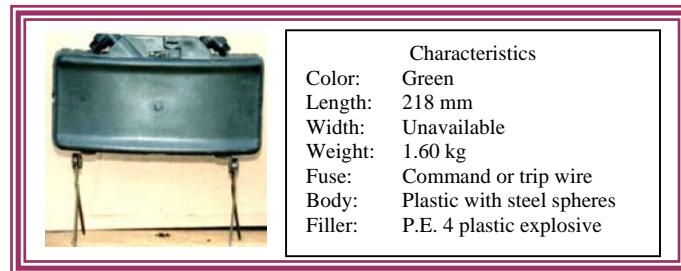 Characteristics
Color: Green
Length: 218 mm
Width: Unavailable
Weight: 1.60 kg
Fuse: Command or trip wire
Body: Plastic with steel spheres
Filler: P.E. 4 plastic explosive